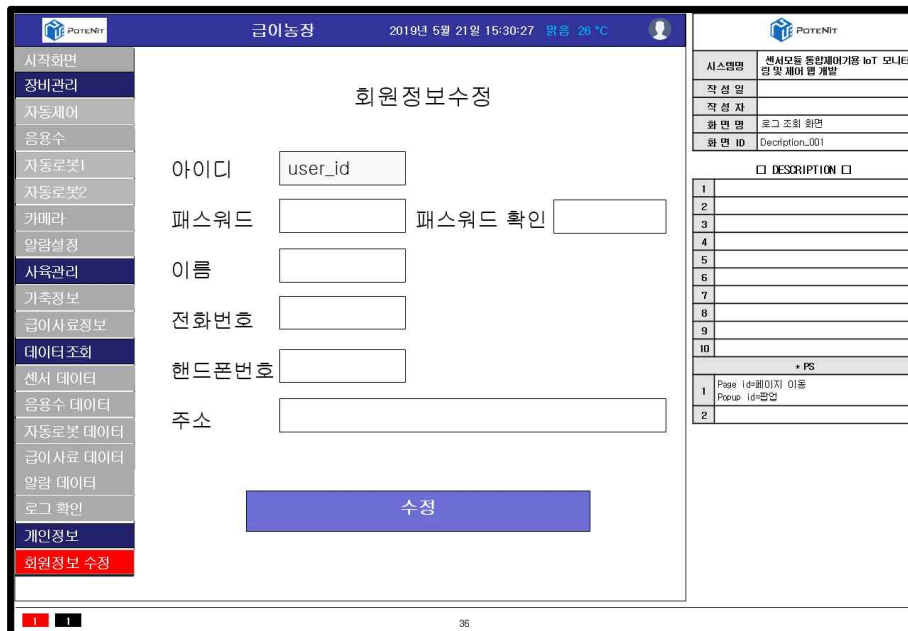 POTENIT
급이농장
2019년 5월 21일 15:30:27 맑음 26 °C
시작화면
장비관리
자동제어
음용수
자동로봇1
자동로봇2
카메라
알람설정
사육관리
가축정보
급이사료정보
데이터조회
센서 데이터
음용수 데이터
자동로봇 데이터
급이사료 데이터
알람 데이터
로그 확인
개인정보
회원정보 수정
회원정보수정
아이디 user_id
패스워드 패스워드 확인
이름
전화번호
핸드폰번호
주소
수정
POTENIT
시스템명 센서모듈 통합제어기용 IoT 모니터
링 및 제어 웹 개발
작 성 일
작 성 자
화 면 명 로그 조회 화면
화 면 ID Decription_001
□ DESCRIPTION □
1
2
3
4
5
6
7
8
9
10
* PS
1 Page id=페이지 이동
Popup id=팝업
2
1 1
36